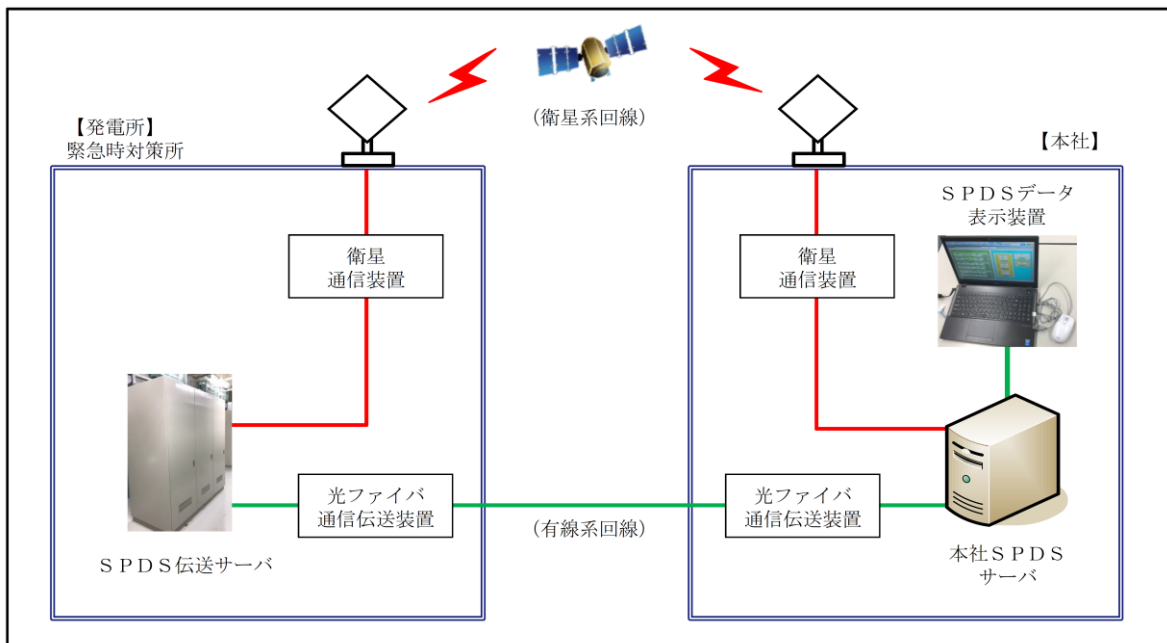 (衛星系回線)
【発電所】
緊急時対策所
【本社】
SPDSデータ
表示装置
衛星
通信装置
衛星
通信装置
光ファイバ
通信伝送装置
(有線系回線)
光ファイバ
通信伝送装置
SPDS伝送サーバ
本社SPDS
サーバ